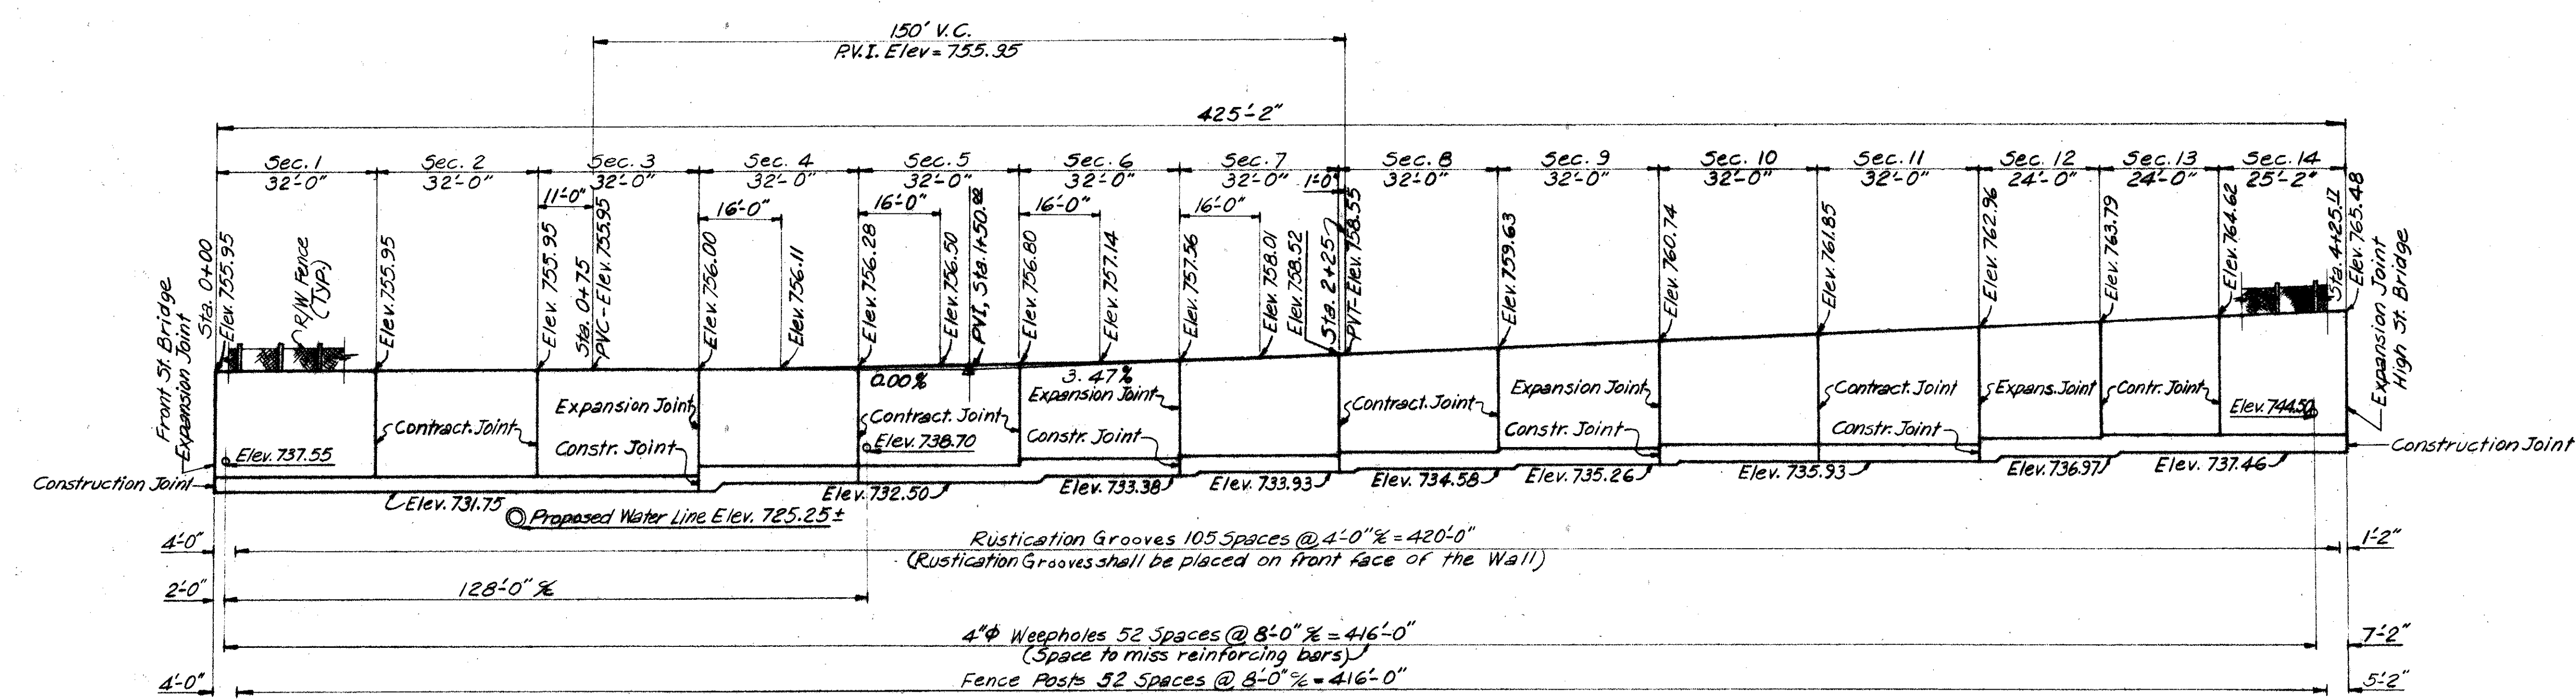 150' V.C.
P.V.I. Elev = 755.95
425'-2"
Sec. 1
32'-0"
Sec. 2
32'-0"
Sec. 3
32'-0"
Sec. 4
32'-0"
Sec. 5
32'-0"
Sec. 6
32'-0"
Sec. 7
32'-0"
Sec. 8
32'-0"
Sec. 9
32'-0"
Sec. 10
32'-0"
Sec. 11
32'-0"
Sec. 12
24'-0"
Sec. 13
24'-0"
Sec. 14
25'-2"
11'-0"
16'-0"
16'-0"
16'-0"
16'-0"
1'-0"
Front St. Bridge
Expansion Joint
Sta. 0+00
Elev. 755.95
R/W Fence
(Typ.)
Elev. 755.95
Elev. 755.95
Sta. 0+75
PVC-Elev. 755.95
Elev. 756.00
Elev. 756.11
Elev. 756.28
Elev. 756.50
PVI, Sta. 1+50.00
Elev. 756.80
Elev. 757.14
Elev. 757.56
Elev. 758.01
Elev. 758.52
Sta. 2+25
PVT-Elev. 758.55
Elev. 759.63
Elev. 760.74
Elev. 761.85
Elev. 762.96
Elev. 763.79
Elev. 764.62
Sta. 4+25.17
Elev. 765.48
Expansion Joint
High St. Bridge
0.00%
3.47%
Contract. Joint
Expansion Joint
Constr. Joint
Contract. Joint
Expansion Joint
Constr. Joint
Contract. Joint
Expansion Joint
Constr. Joint
Contract. Joint
Constr. Joint
Expans. Joint
Contr. Joint
Elev. 737.55
Elev. 738.70
Elev. 744.50
Construction Joint
Construction Joint
Elev. 731.75
Elev. 732.50
Elev. 733.38
Elev. 733.93
Elev. 734.58
Elev. 735.26
Elev. 735.93
Elev. 736.97
Elev. 737.46
Proposed Water Line Elev. 725.25±
4'-0"
Rustication Grooves 105 Spaces @ 4'-0" % = 420'-0"
1'-2"
(Rustication Grooves shall be placed on front face of the Wall)
2'-0"
128'-0" %
4"Φ Weepholes 52 Spaces @ 8'-0" % = 416'-0"
7'-2"
(Space to miss reinforcing bars)
4'-0"
Fence Posts 52 Spaces @ 8'-0" % = 416'-0"
5'-2"